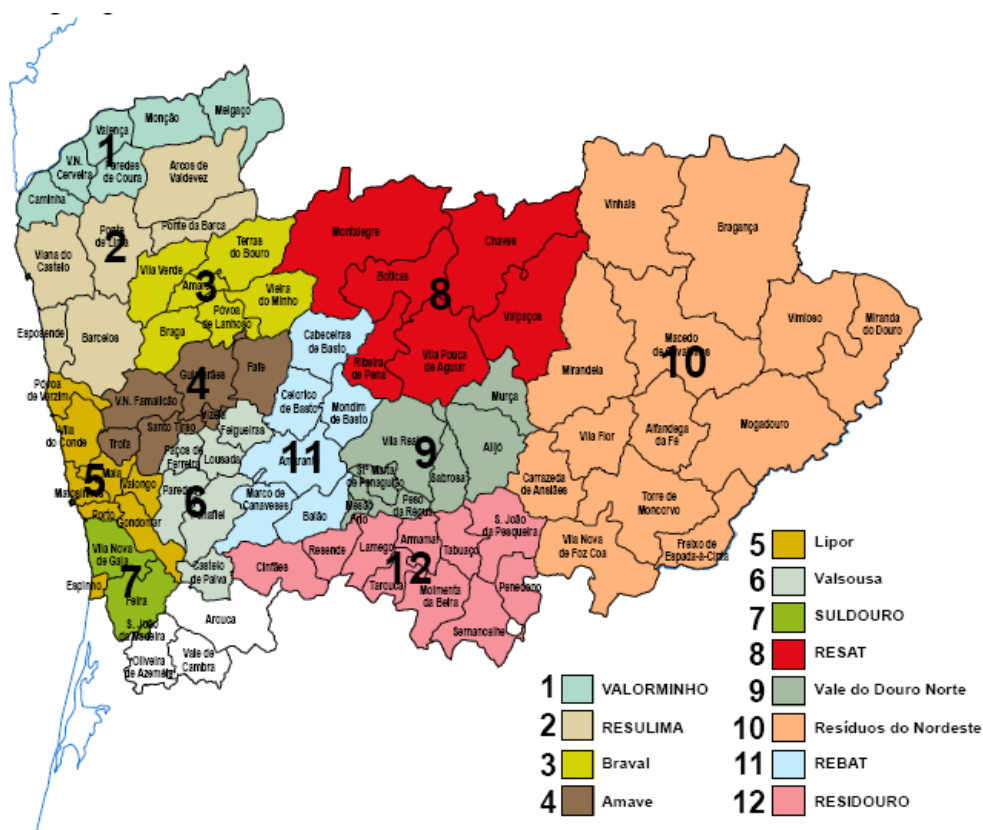 Melgaço
Monção
Valença
1
V.N.
Cerveira
Paredes
de Coura
Caminha
Arcos de
Valdevez
Ponte
de Lima
2
Ponte da Barca
Viana do
Castelo
Esposende
Barcelos
Terras
do Bouro
Vila Verde
3
Vieira
do Minho
Póvoa
de Lanhoso
Braga
Montalegre
Chaves
Boticas
8
Valpaços
Ribeira
de Pena
Vila Pouca
de Aguiar
Vinhais
Bragança
Vimioso
Miranda
do Douro
Macedo
10
Mirandela
Mogadouro
Alfandega
da Fé
Vila Flor
Carrazeda
de Ansiães
Torre de
Moncorvo
Vila Nova
de Foz Coa
Freixo de
Espada-à-Cinta
Cabeceiras
de Basto
Celorico
de Basto
Mondim
de Basto
11
Amarante
Marco de
Canaveses
Baião
Guimarães
4
Fafe
V.N. Famalicão
Vizela
Santo Tirso
Trofa
Póvoa
de Varzim
Vila
do Conde
5
Maia
Matosinhos
Valongo
Porto
Gondomar
Espinho
Felgueiras
Paços de
Ferreira
Lousada
Paredes
6
Penafiel
Castelo
de Paiva
Vila Nova
de Gaia
7
Feira
S. João
da Madeira
Arouca
Oliveira
de Azeméis
Vale de
Cambra
Murça
Vila Real
9
Alijó
Stª Marta
de Penaguião
Sabrosa
Mesão
Frio
Peso
da Régua
Cinfães
Resende
Lamego
Armamar
Tabuaço
S. João
da Pesqueira
12
Tarouca
Moimenta
da Beira
Penedono
Sernancelhe
1 VALORMINHO
2 RESULIMA
3 Braval
4 Amave
5 Lipor
6 Valsousa
7 SULDOURO
8 RESAT
9 Vale do Douro Norte
10 Resíduos do Nordeste
11 REBAT
12 RESIDOURO